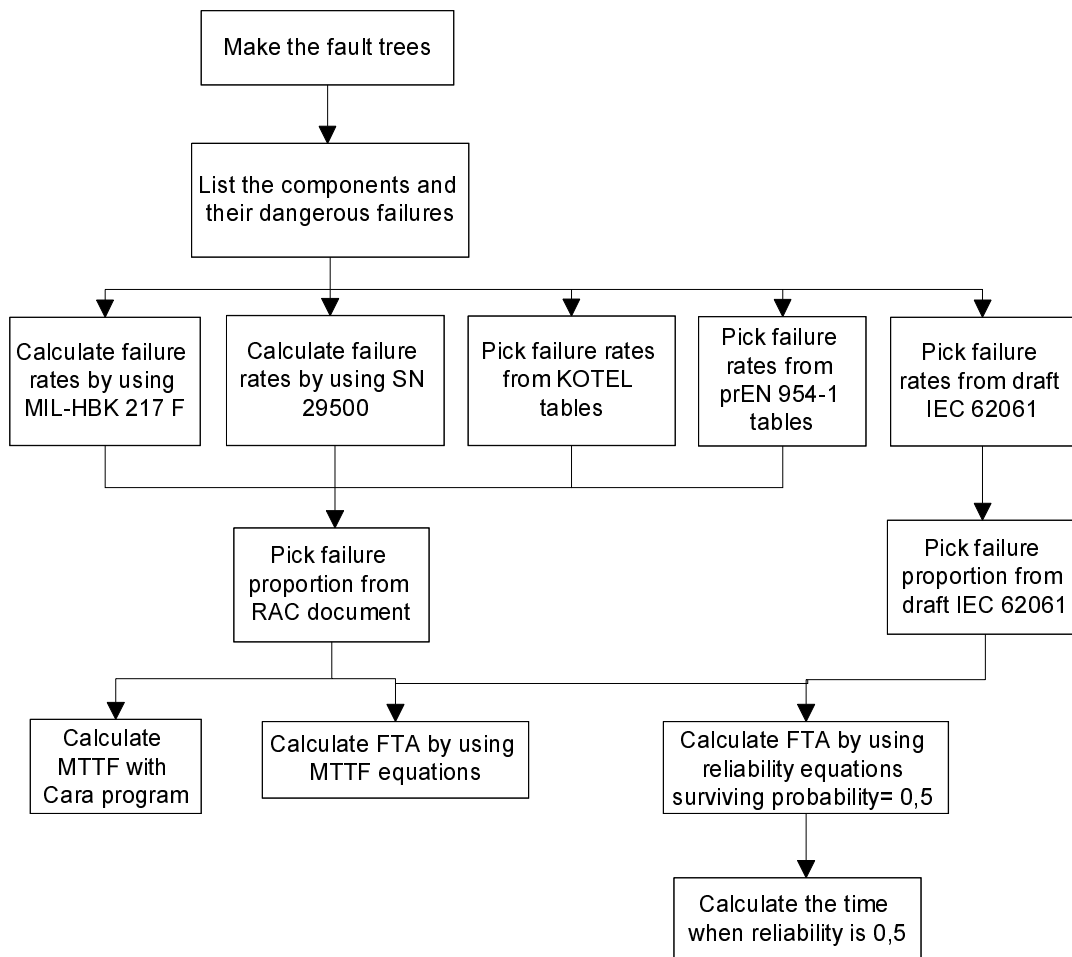 Make the fault trees
List the components and
their dangerous failures
Calculate failure
rates by using
MIL-HBK 217 F
Calculate failure
rates by using SN
29500
Pick failure rates
from KOTEL
tables
Pick failure
rates from
prEN 954-1
tables
Pick failure
rates from draft
IEC 62061
Pick failure
proportion from
RAC document
Pick failure
proportion from
draft IEC 62061
Calculate
MTTF with
Cara program
Calculate FTA by using
MTTF equations
Calculate FTA by using
reliability equations
surviving probability= 0,5
Calculate the time
when reliability is 0,5